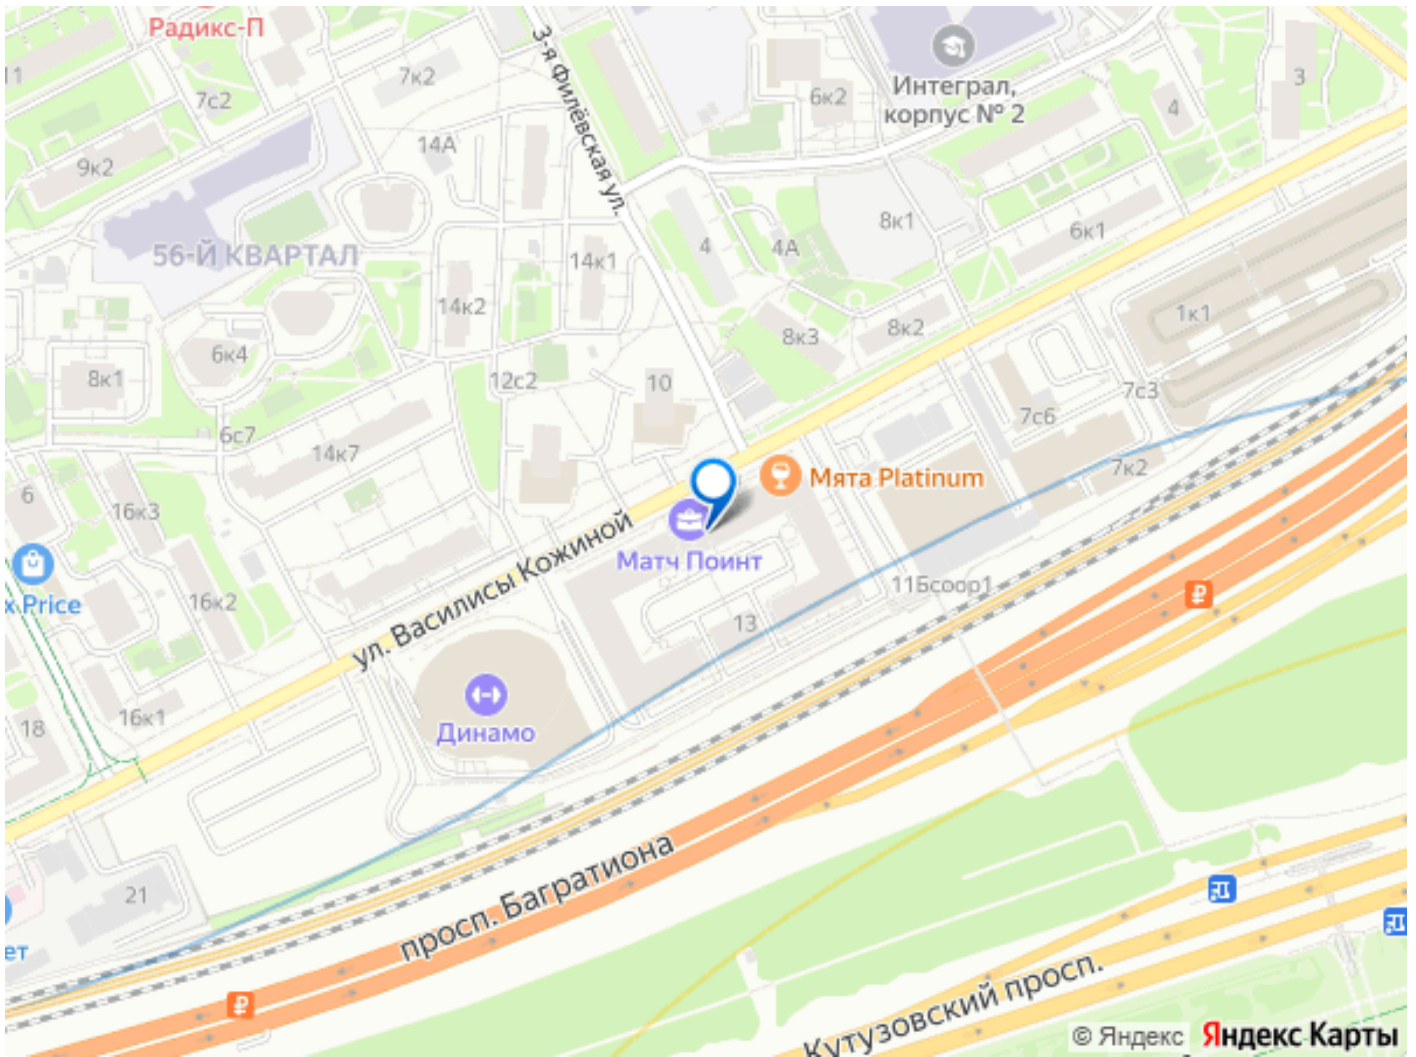 Радикс-П
3-я Филёвская ул.
11
7к2
7с2
6к2
Интеграл,
корпус № 2
3
4
14А
9к2
8к1
6к1
56-Й КВАРТАЛ
4
4А
14к1
14к2
1к1
8к3
8к2
6к4
8к1
12с2
10
7с3
7с6
6с7
14к7
7к2
Мята Platinum
6
16к3
Матч Поинт
ул. Василисы Кожиной
x Price
16к2
11Бсоор1
13
16к1
18
Динамо
просп. Багратиона
21
ет
Кутузовский просп.
© Яндекс Яндекс Карты